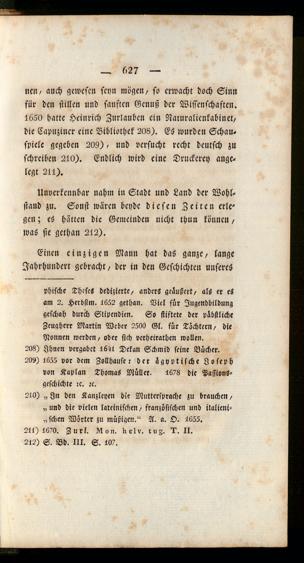 — 627 —
nen, auch gewesen seyn mögen, so erwacht doch Sinn
für den stillen und sanften Genuß der Wissenschaften.
1650 hatte Heinrich Zurlauben ein Naturalienkabinet,
die Capuziner eine Bibliothek 208). Es wurden Schau-
spiele gegeben 209), und versucht recht deutsch zu
schreiben 210). Endlich wird eine Druckerey ange-
legt 211).
Unverkennbar nahm in Stadt und Land der Wohl-
stand zu. Sonst wären beyde diesen Zeiten erle-
gen; es hätten die Gemeinden nicht thun können,
was sie gethan 212).
Einen einzigen Mann hat das ganze, lange
Jahrhundert gebracht, der in den Geschichten unseres
phische Theses dedizierte, anders geäußert, als er es
am 2. Herbstm. 1652 gethan. Viel für Jugendbildung
geschah durch Stipendien. So stiftete der päbstliche
Zeugherr Martin Weber 2500 Gl. für Töchtern, die
Nonnen werden, oder sich verheirathen wollen.
208) Ihnen vergabet 1641 Dekan Schmid seine Bücher.
209) 1655 vor dem Zollhause: der ägyptische Joseph
von Kaplan Thomas Müller. 1678 die Passions-
geschichte ꝛc. ꝛc.
210) „In den Kanzleyen die Muttersprache zu brauchen,
„und die vielen lateinischen, französischen und italieni-
„schen Wörter zu müßigen.“ A. a. O. 1655.
211) 1670. Zurl. Mon. helv. tug. T. II.
212) S. Bd. III. S. 107.